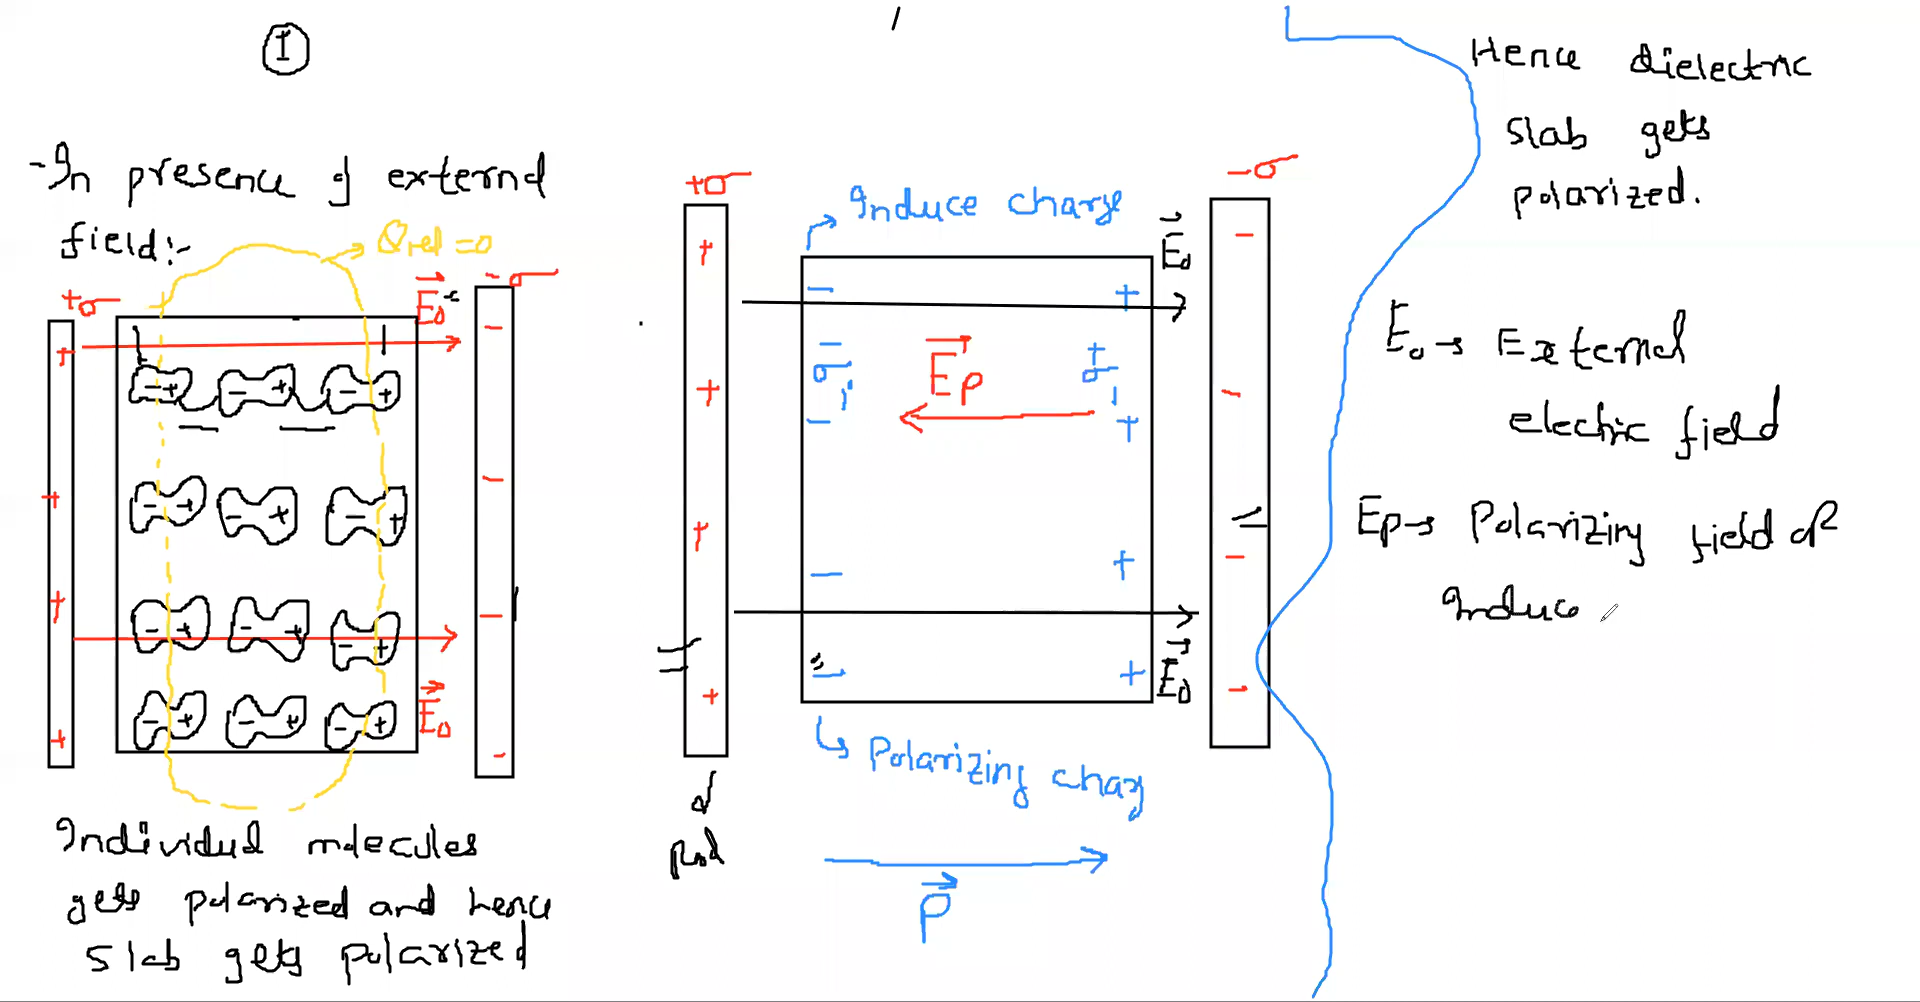 I
-In presence of external
field:-
Qnet=0
+σ
E0
-σ
E0
Individual molecules
gets polarized and hence
Slab gets polarized
+σ
Induce charge
E0
-σ
Ep
σi
σi
E0
Polarizing charg
P
Hence dielectric
Slab gets
polarized.
E0→ External
electric field
Ep→ Polarizing field or
Induce